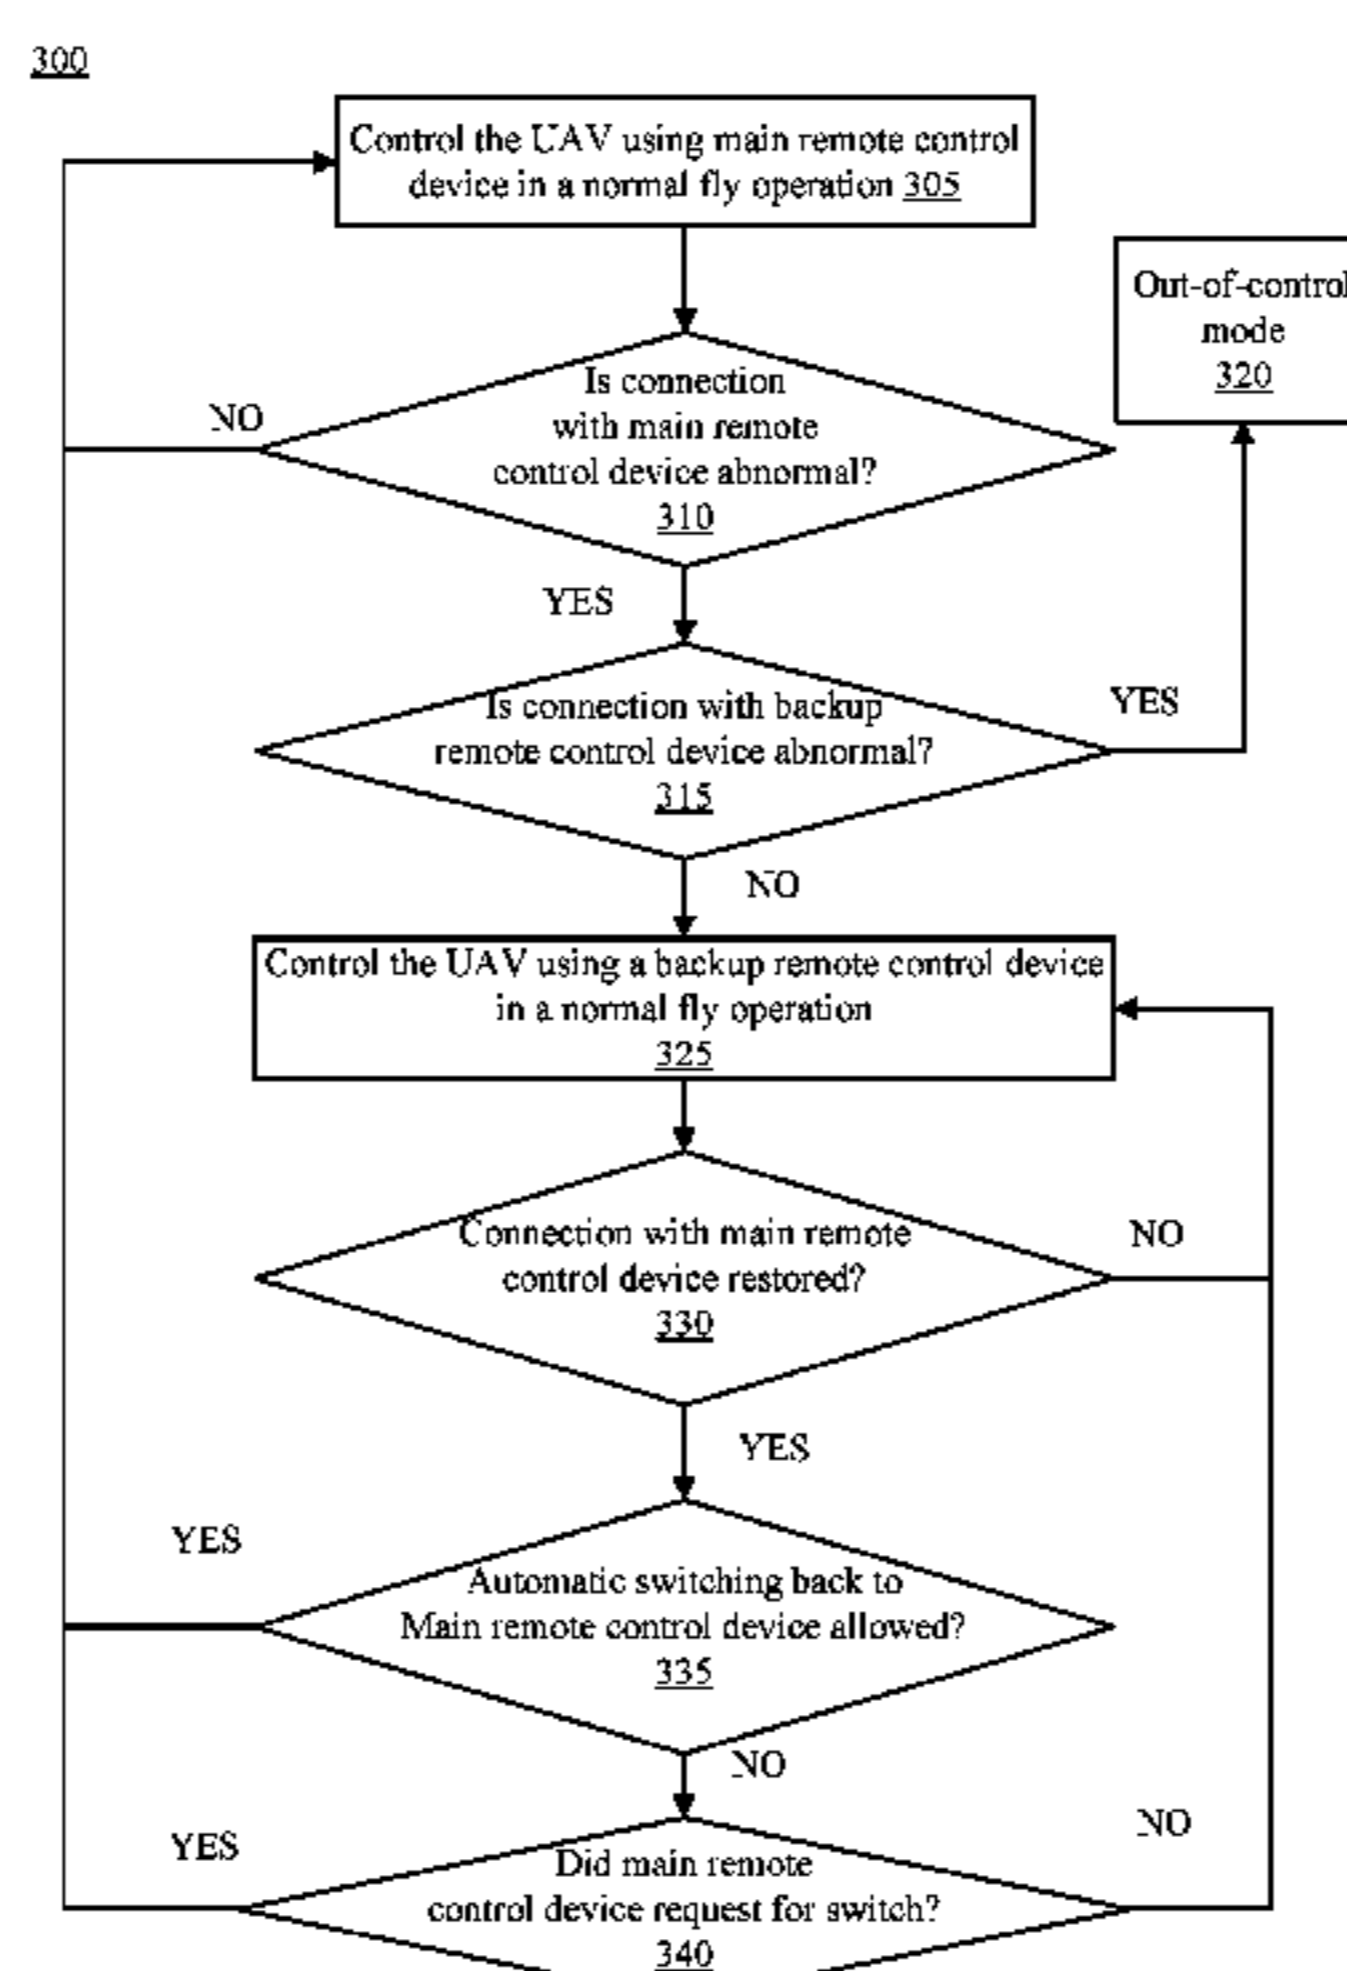 300
Control the UAV using main remote control
device in a normal fly operation 305
Out-of-control
mode
320
Is connection
with main remote
control device abnormal?
310
NO
YES
Is connection with backup
remote control device abnormal?
315
YES
NO
Control the UAV using a backup remote control device
in a normal fly operation
325
Connection with main remote
control device restored?
330
NO
YES
YES
Automatic switching back to
Main remote control device allowed?
335
NO
NO
YES
Did main remote
control device request for switch?
340